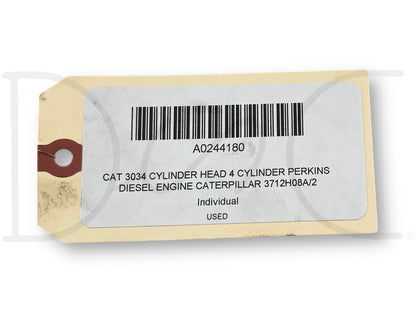 A0244180
CAT 3034 CYLINDER HEAD 4 CYLINDER PERKINS
DIESEL ENGINE CATERPILLAR 3712H08A/2
Individual
USED